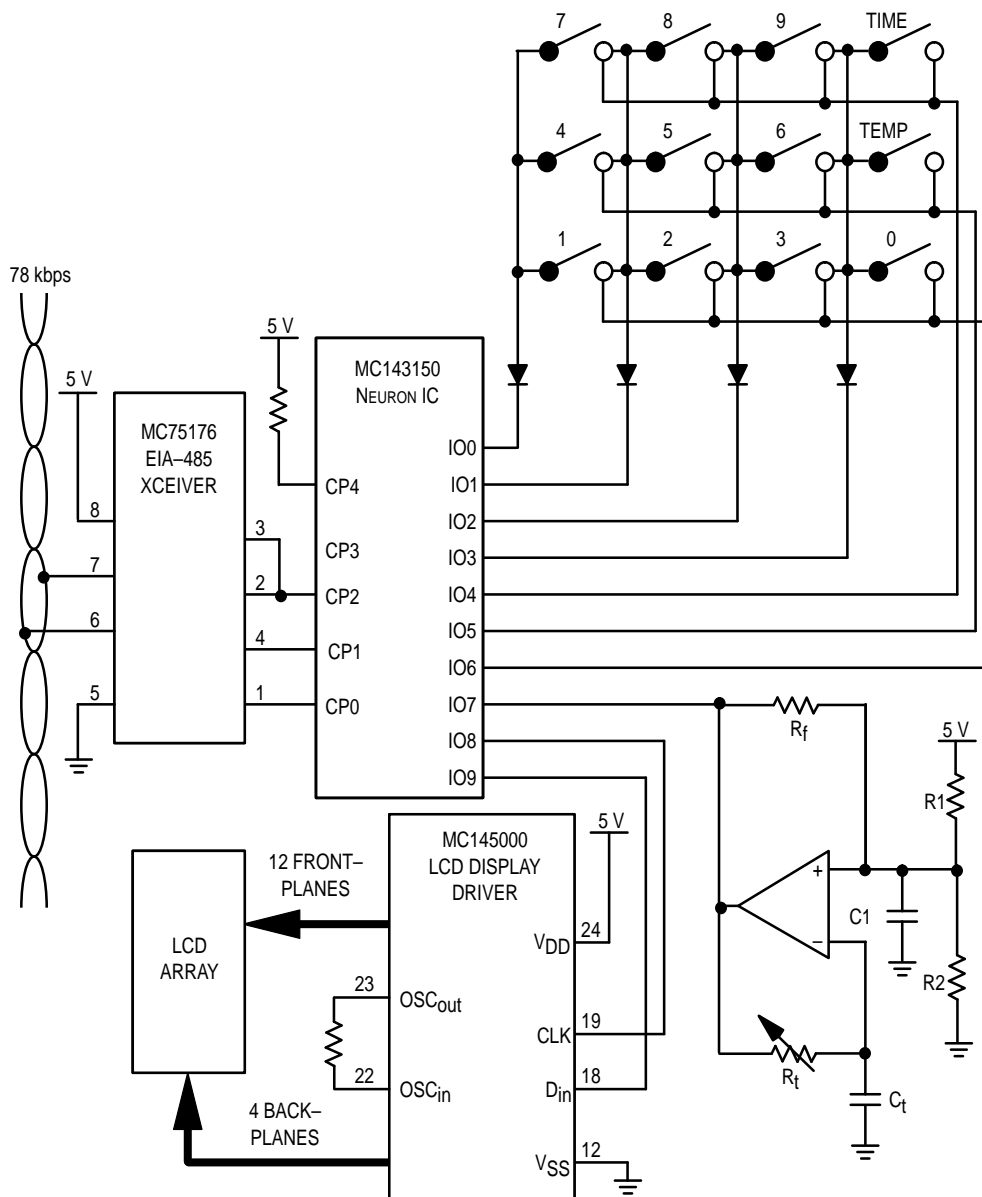 7 8 9 TIME
4 5 6 TEMP
1 2 3 0
78 kbps
5 V
5 V
MC143150
NEURON IC
MC75176
EIA–485
XCEIVER
8
7
6
5
3
2
4
1
CP4
CP3
CP2
CP1
CP0
IO0
IO1
IO2
IO3
IO4
IO5
IO6
IO7
IO8
IO9
Rf
5 V
R1
R2
C1
+
–
Rt
Ct
MC145000
LCD DISPLAY
DRIVER
5 V
VDD
24
CLK
19
Din
18
VSS
12
23
OSCout
22
OSCin
12 FRONT–
PLANES
LCD
ARRAY
4 BACK–
PLANES